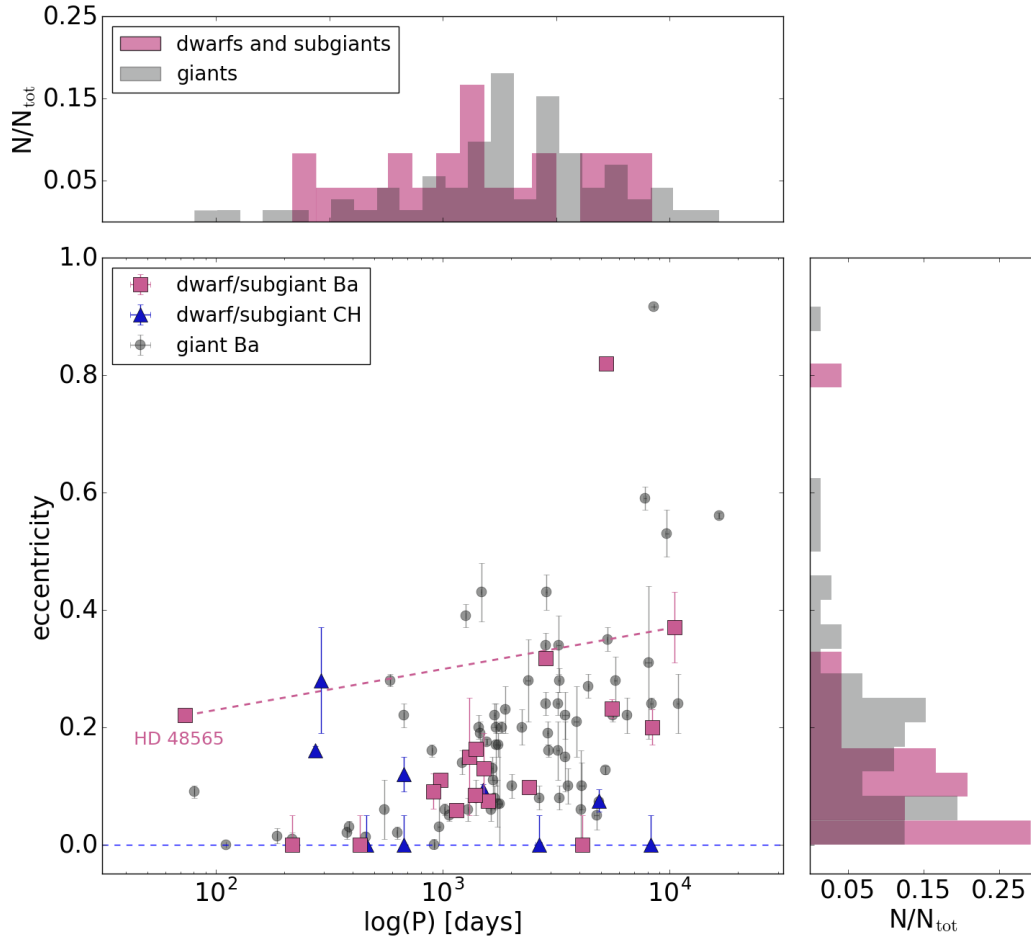 0.25
0.15
0.05
N/N_tot
dwarfs and subgiants
giants
1.0
0.8
0.6
0.4
0.2
0.0
eccentricity
dwarf/subgiant Ba
dwarf/subgiant CH
giant Ba
HD 48565
10^2
10^3
10^4
log(P) [days]
0.05
0.15
0.25
N/N_tot